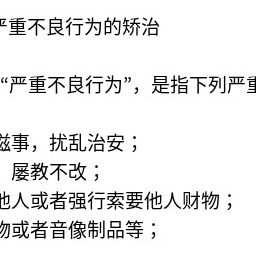 严重不良行为的矫治
“严重不良行为”，是指下列严重
滋事，扰乱治安；
屡教不改；
他人或者强行索要他人财物；
物或者音像制品等；